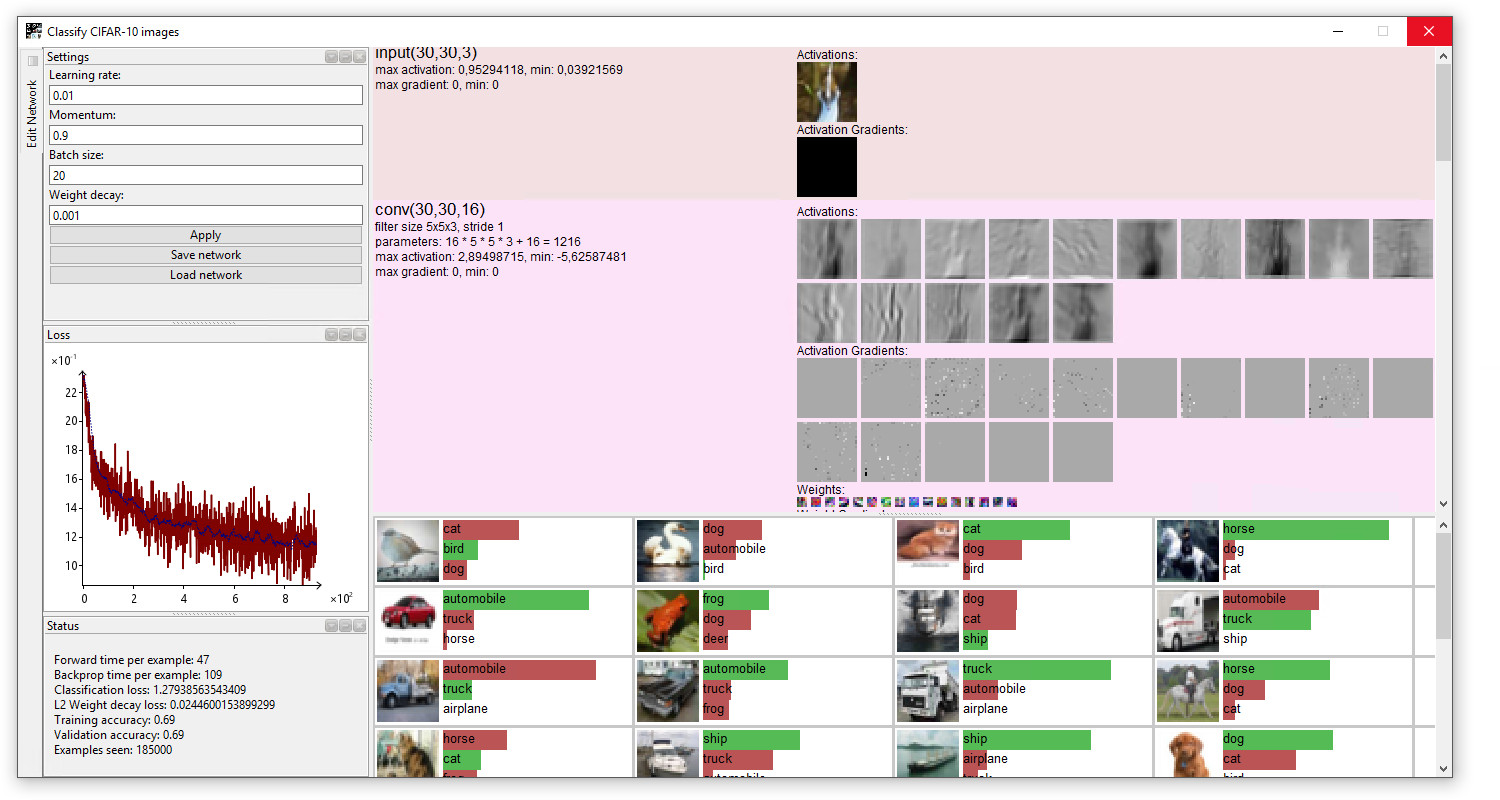 Classify CIFAR-10 images
Edit Network
Settings
Learning rate:
0.01
Momentum:
0.9
Batch size:
20
Weight decay:
0.001
Apply
Save network
Load network
Loss
×10⁻¹
22
20
18
16
14
12
10
0 2 4 6 8 ×10²
Status
Forward time per example: 47
Backprop time per example: 109
Classification loss: 1.27938563543409
L2 Weight decay loss: 0.0244600153899299
Training accuracy: 0.69
Validation accuracy: 0.69
Examples seen: 185000
input(30,30,3)
max activation: 0,95294118, min: 0,03921569
max gradient: 0, min: 0
Activations:
Activation Gradients:
conv(30,30,16)
filter size 5x5x3, stride 1
parameters: 16 * 5 * 5 * 3 + 16 = 1216
max activation: 2,89498715, min: -5,62587481
max gradient: 0, min: 0
Activations:
Activation Gradients:
Weights:
cat
bird
dog
dog
automobile
bird
cat
dog
bird
horse
dog
cat
automobile
truck
horse
frog
dog
deer
dog
cat
ship
automobile
truck
ship
automobile
truck
airplane
automobile
truck
frog
truck
automobile
airplane
horse
dog
cat
horse
cat
frog
ship
truck
automobile
ship
airplane
dog
cat
bird